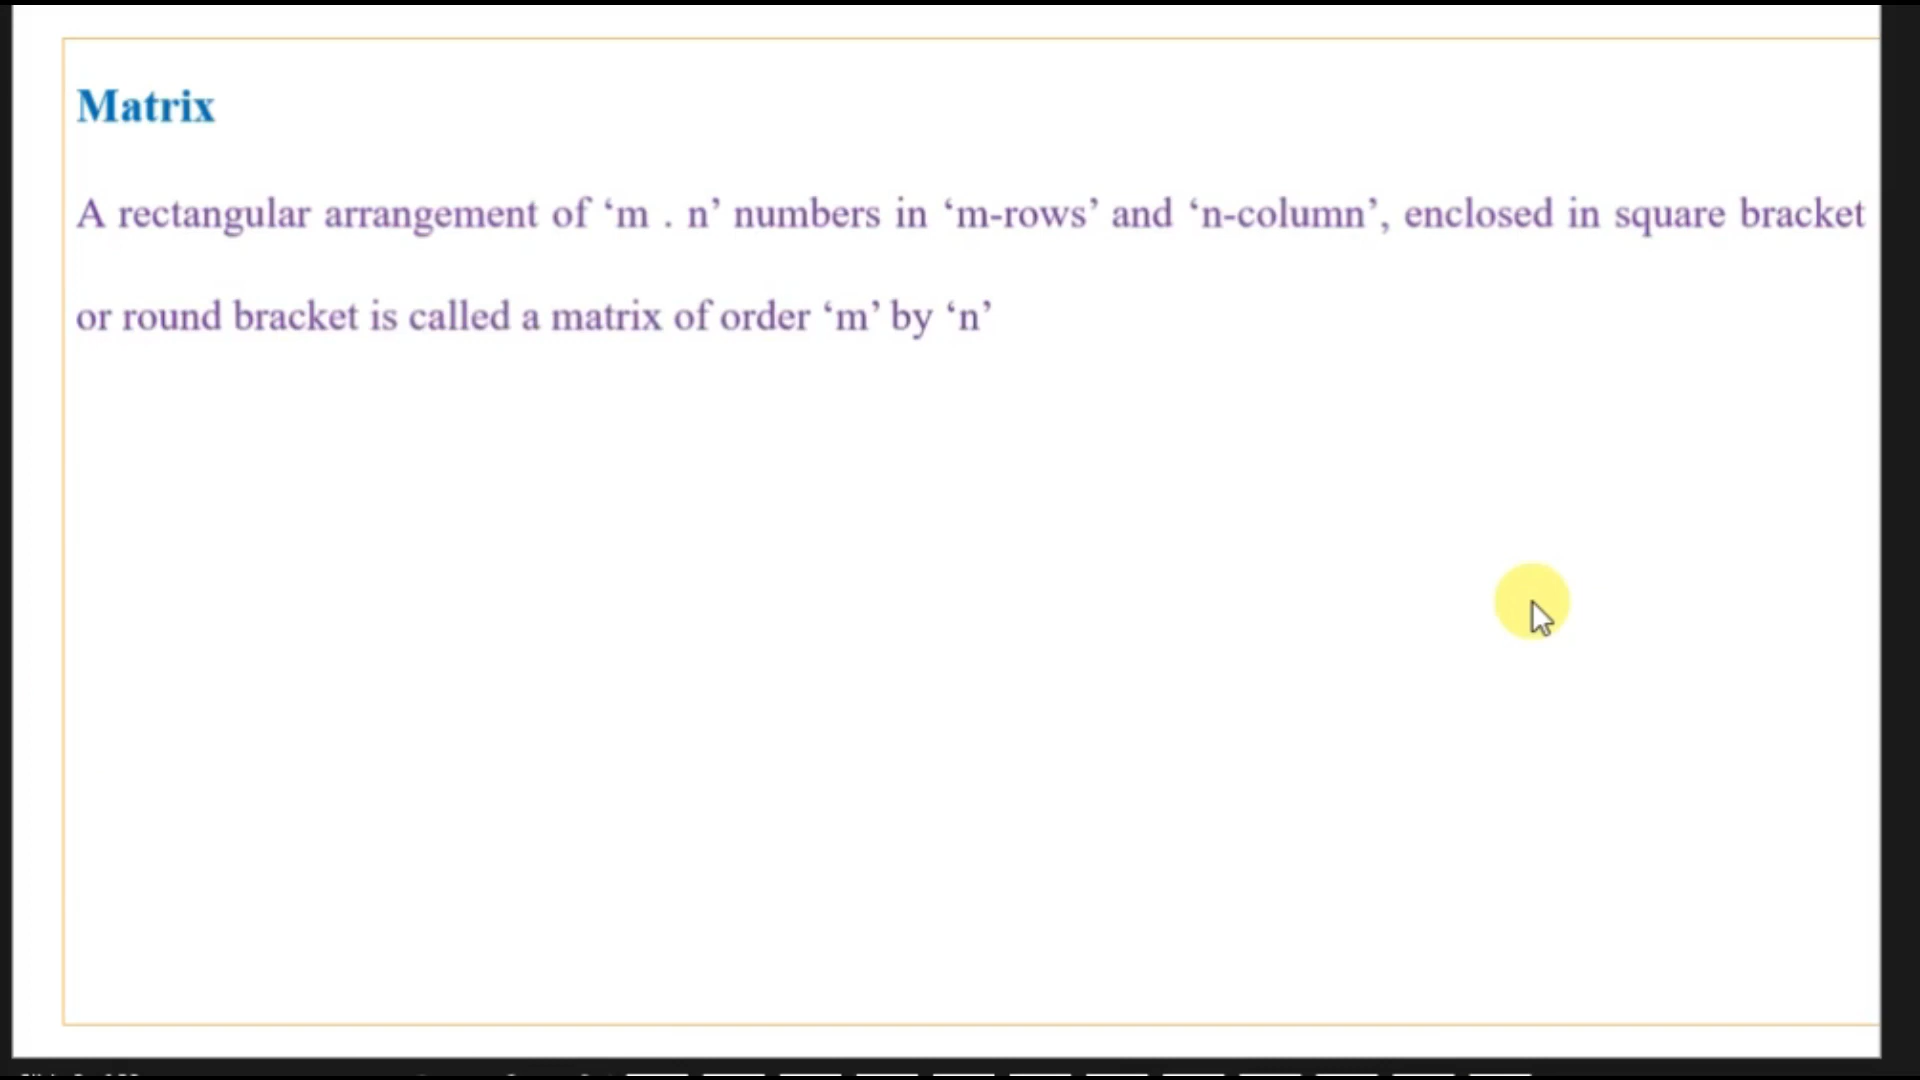 Matrix
A rectangular arrangement of ‘m . n’ numbers in ‘m-rows’ and ‘n-column’, enclosed in square bracket
or round bracket is called a matrix of order ‘m’ by ‘n’